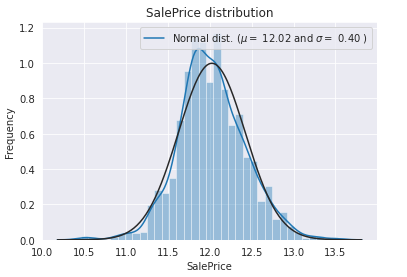 SalePrice distribution
Normal dist. (μ = 12.02 and σ = 0.40 )
1.2
1.0
0.8
0.6
0.4
0.2
0.0
Frequency
10.0 10.5 11.0 11.5 12.0 12.5 13.0 13.5
SalePrice